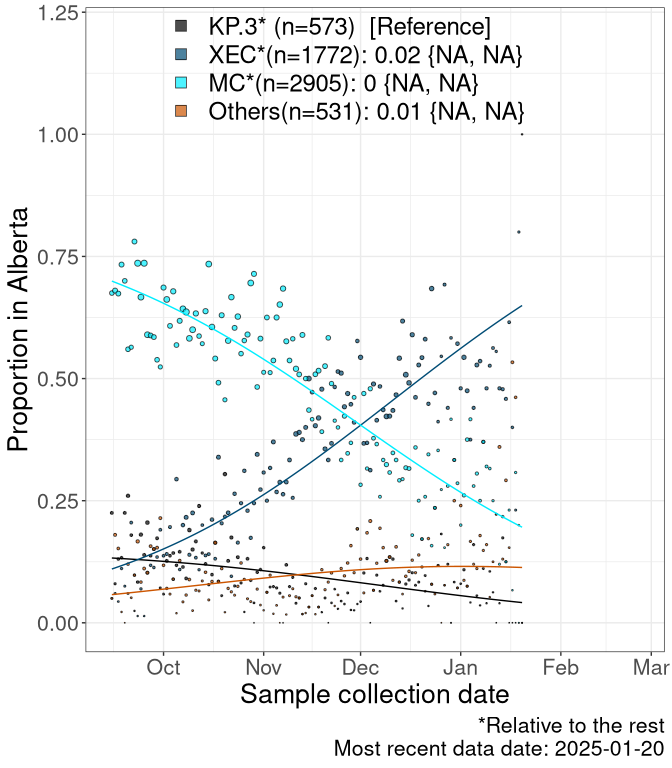 KP.3* (n=573)  [Reference]
XEC*(n=1772): 0.02 {NA, NA}
MC*(n=2905): 0 {NA, NA}
Others(n=531): 0.01 {NA, NA}
1.25
1.00
0.75
0.50
0.25
0.00
Proportion in Alberta
Oct Nov Dec Jan Feb Mar
Sample collection date
*Relative to the rest
Most recent data date: 2025-01-20